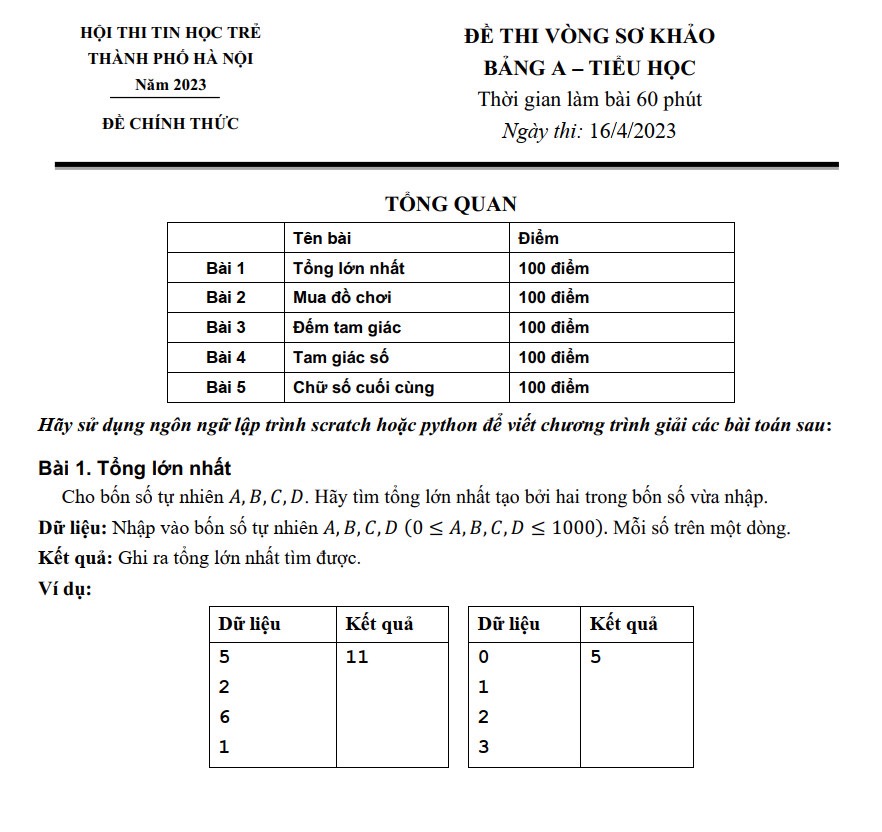 HỘI THI TIN HỌC TRẺ
THÀNH PHỐ HÀ NỘI
Năm 2023
ĐỀ CHÍNH THỨC
ĐỀ THI VÒNG SƠ KHẢO
BẢNG A – TIỂU HỌC
Thời gian làm bài 60 phút
Ngày thi: 16/4/2023
TỔNG QUAN
Tên bài Điểm
Bài 1 Tổng lớn nhất 100 điểm
Bài 2 Mua đồ chơi 100 điểm
Bài 3 Đếm tam giác 100 điểm
Bài 4 Tam giác số 100 điểm
Bài 5 Chữ số cuối cùng 100 điểm
Hãy sử dụng ngôn ngữ lập trình scratch hoặc python để viết chương trình giải các bài toán sau:
Bài 1. Tổng lớn nhất
Cho bốn số tự nhiên A, B, C, D. Hãy tìm tổng lớn nhất tạo bởi hai trong bốn số vừa nhập.
Dữ liệu: Nhập vào bốn số tự nhiên A, B, C, D (0 ≤ A, B, C, D ≤ 1000). Mỗi số trên một dòng.
Kết quả: Ghi ra tổng lớn nhất tìm được.
Ví dụ:
Dữ liệu Kết quả
5 11
2
6
1
Dữ liệu Kết quả
0 5
1
2
3